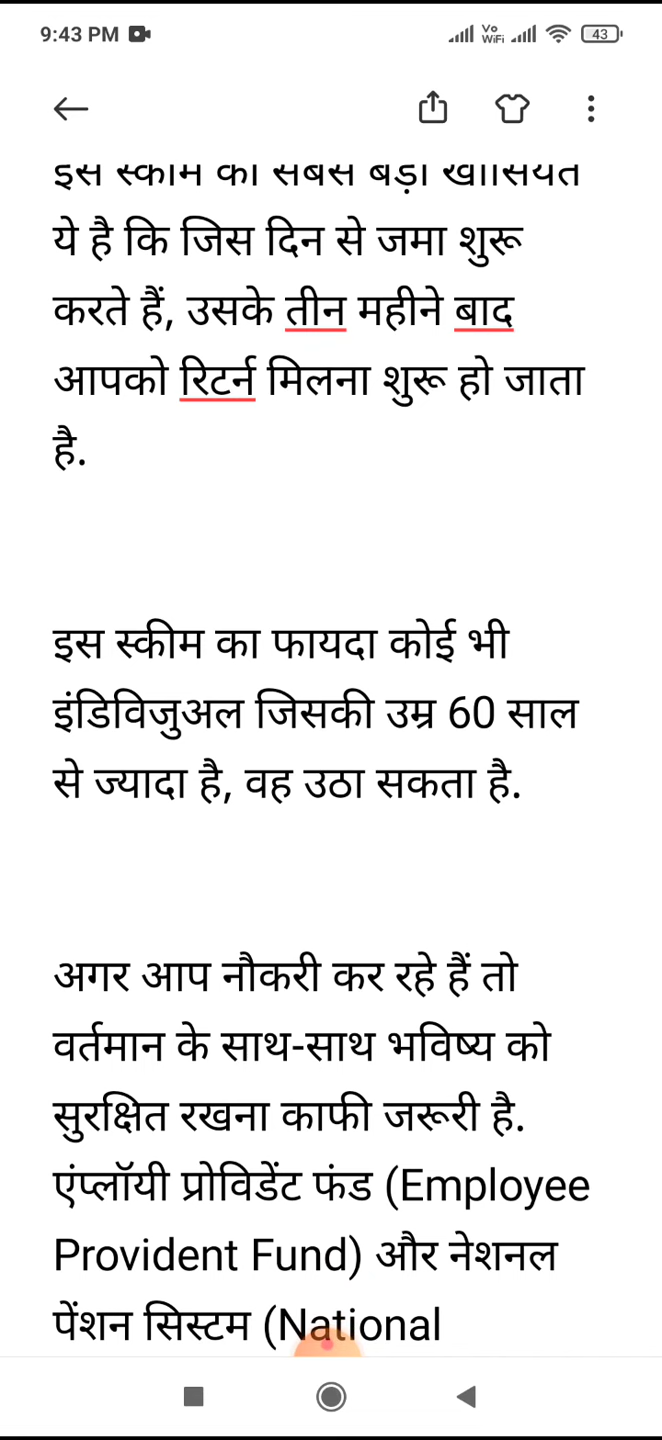 9:43 PM
Vo WiFi 43
इस स्कीम की सबसे बड़ी खासियत
ये है कि जिस दिन से जमा शुरू
करते हैं, उसके तीन महीने बाद
आपको रिटर्न मिलना शुरू हो जाता
है.
इस स्कीम का फायदा कोई भी
इंडिविजुअल जिसकी उम्र 60 साल
से ज्यादा है, वह उठा सकता है.
अगर आप नौकरी कर रहे हैं तो
वर्तमान के साथ-साथ भविष्य को
सुरक्षित रखना काफी जरूरी है.
एंप्लॉयी प्रोविडेंट फंड (Employee
Provident Fund) और नेशनल
पेंशन सिस्टम (National